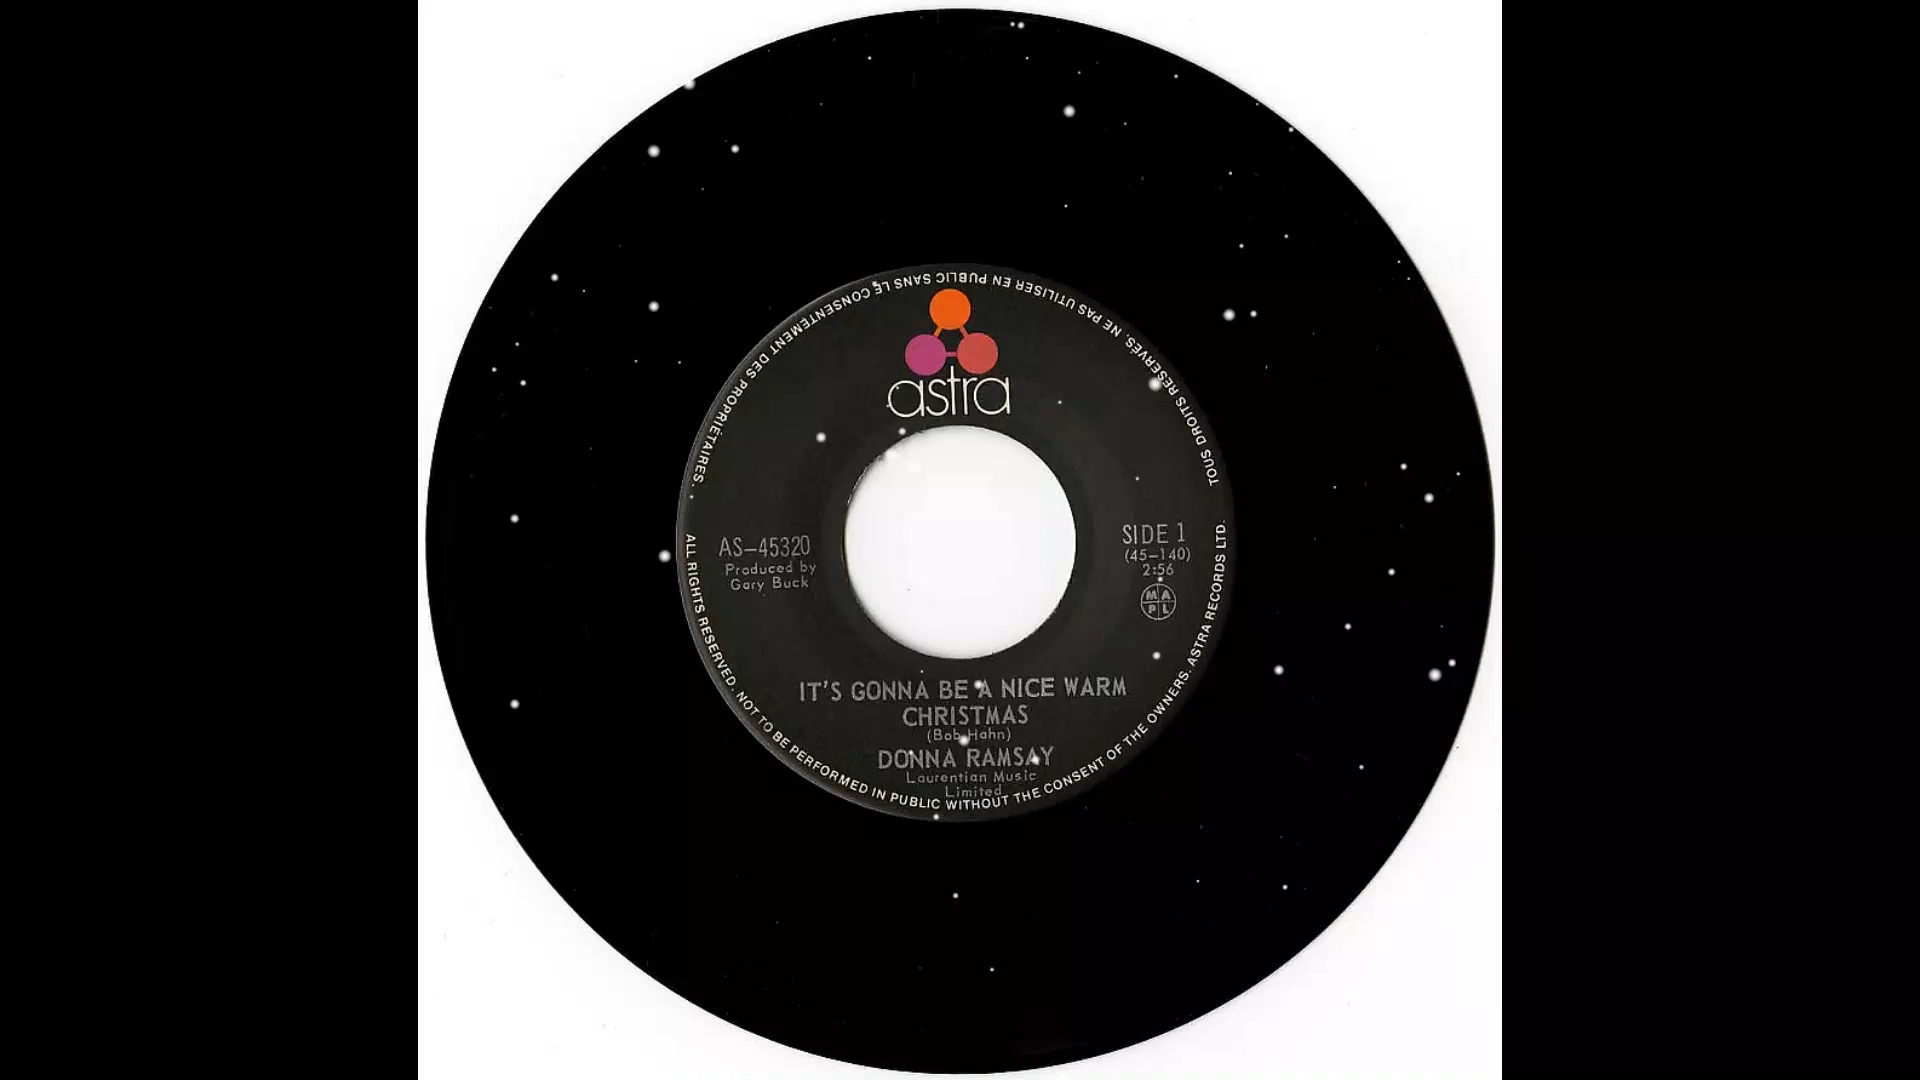 TOUS DROITS RESERVÉS. NE PAS UTILISER EN PUBLIC SANS LE CONSENTEMENT DES PROPRIÉTAIRES.
astra
AS-45320
Produced by
Gary Buck
SIDE 1
(45-140)
2:56
M A
P L
IT'S GONNA BE A NICE WARM
CHRISTMAS
(Bob Hahn)
DONNA RAMSAY
Laurentian Music
Limited
ALL RIGHTS RESERVED. NOT TO BE PERFORMED IN PUBLIC WITHOUT THE CONSENT OF THE OWNERS. ASTRA RECORDS LTD.